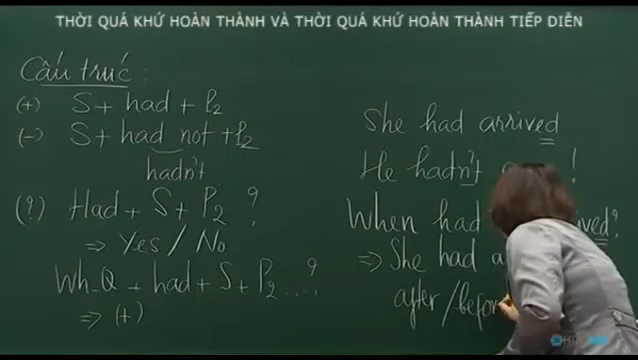 THỜI QUÁ KHỨ HOÀN THÀNH VÀ THỜI QUÁ KHỨ HOÀN THÀNH TIẾP DIỄN
Cấu trúc :
(+) S + had + P2
(-) S + had not + P2
hadn't
(?) Had + S + P2 ?
⇒ Yes / No
Wh-Q + had + S + P2 ... ?
⇒ (+)
She had arrived
He hadn't !
When had ved?
⇒ She had a
after / befor